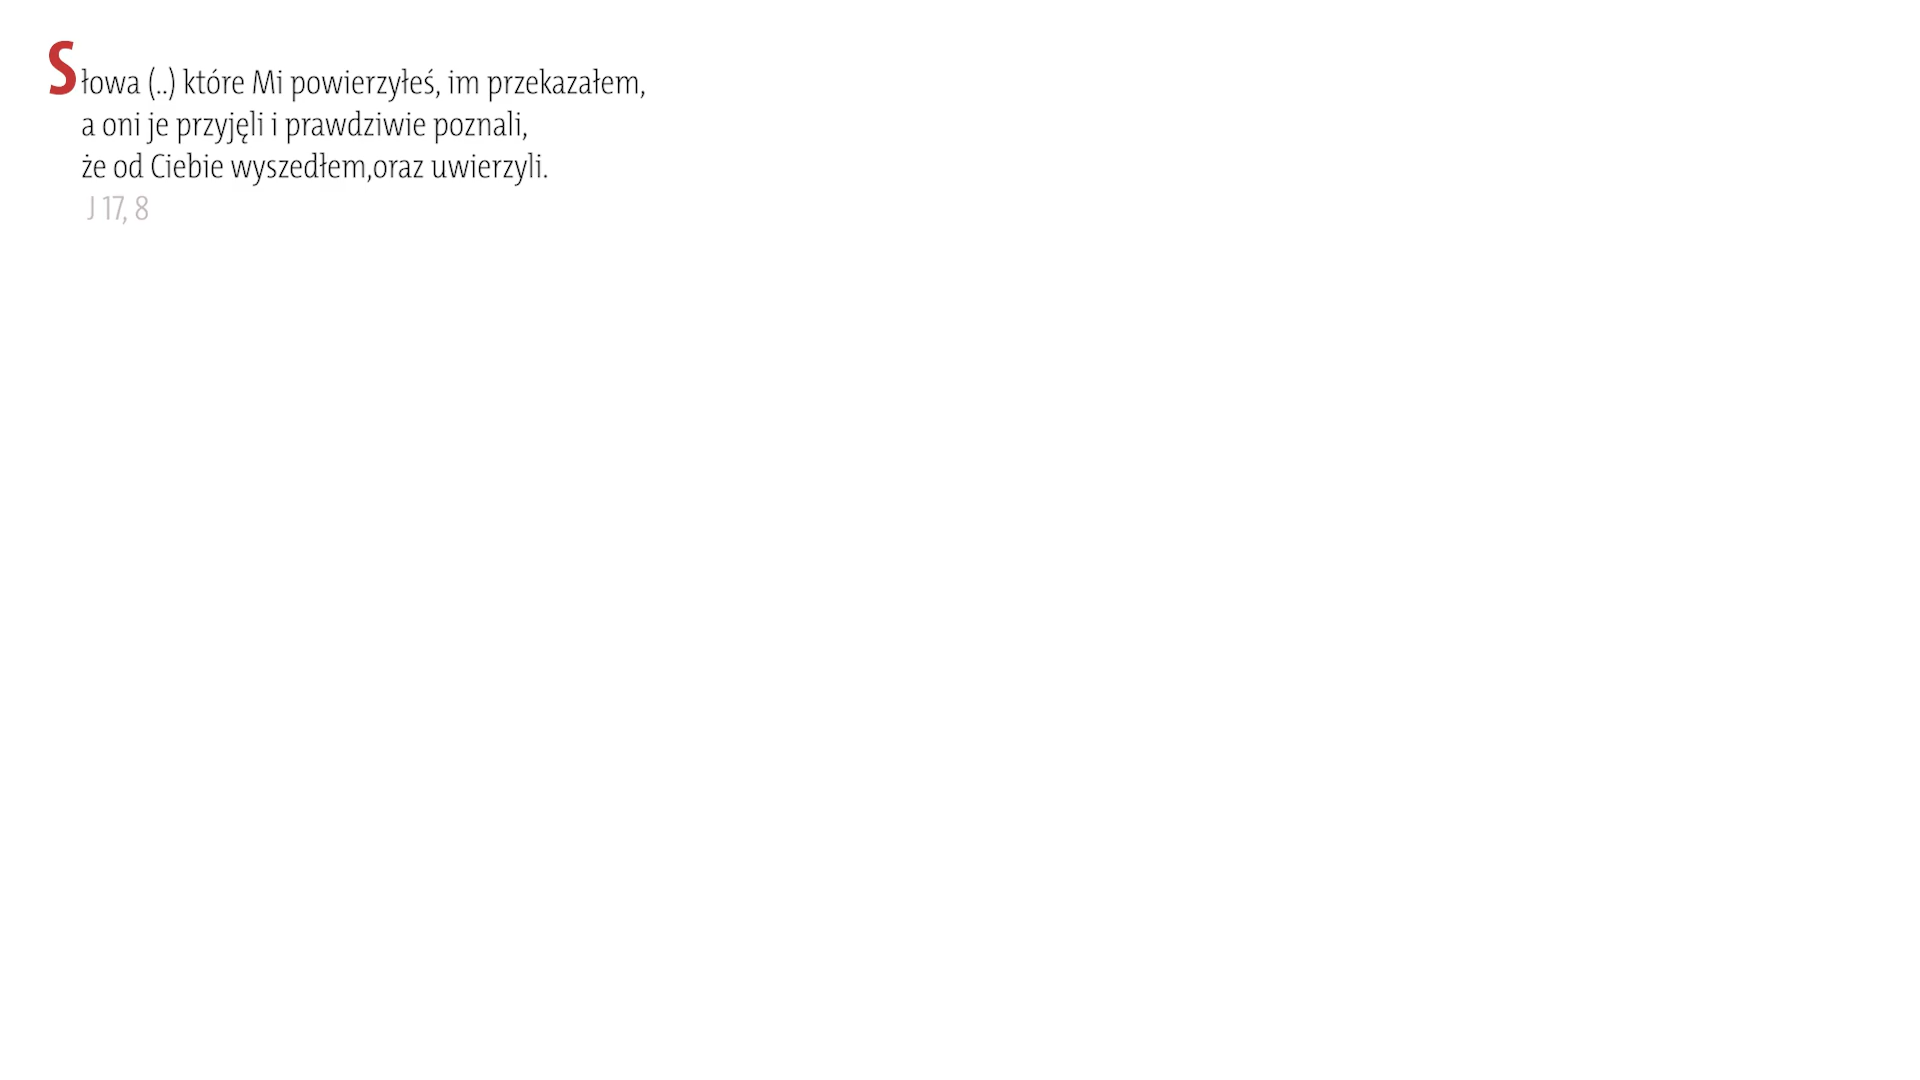 Słowa (..) które Mi powierzyłeś, im przekazałem,
a oni je przyjęli i prawdziwie poznali,
że od Ciebie wyszedłem,oraz uwierzyli.
J 17, 8